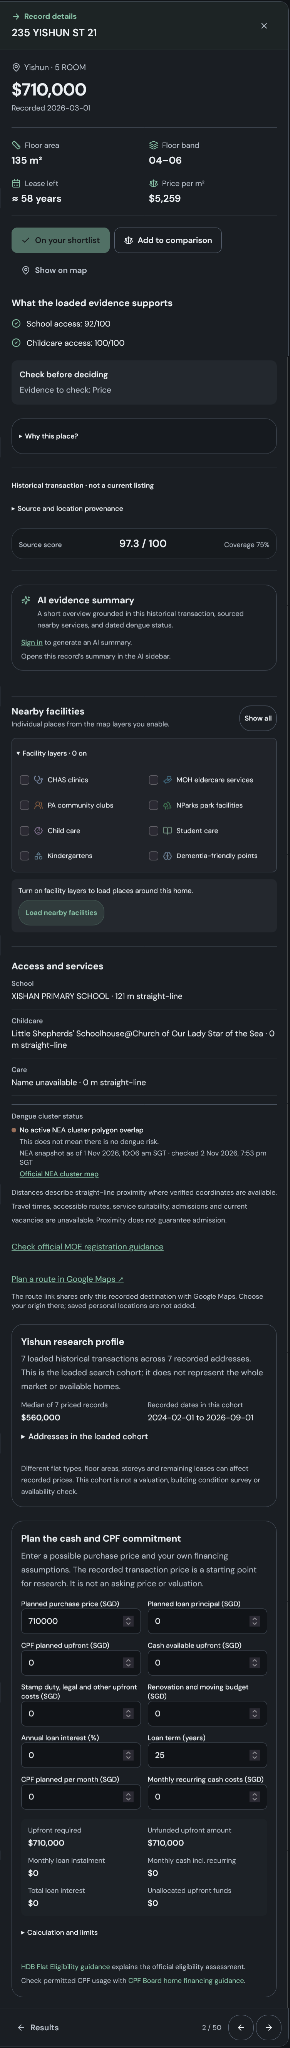 Record details
235 YISHUN ST 21
Yishun · 5 ROOM
$710,000
Recorded 2026-03-01
Floor area
135 m²
Floor band
04–06
Lease left
≈ 58 years
Price per m²
$5,259
On your shortlist
Add to comparison
Show on map
What the loaded evidence supports
School access: 92/100
Childcare access: 100/100
Check before deciding
Evidence to check: Price
▸ Why this place?
Historical transaction · not a current listing
▸ Source and location provenance
Source score
97.3 / 100
Coverage 75%
AI evidence summary
A short overview grounded in this historical transaction, sourced
nearby services, and dated dengue status.
Sign in to generate an AI summary.
Opens this record's summary in the AI sidebar.
Nearby facilities
Individual places from the map layers you enable.
Show all
▾ Facility layers · 0 on
CHAS clinics
MOH eldercare services
PA community clubs
NParks park facilities
Child care
Student care
Kindergartens
Dementia-friendly points
Turn on facility layers to load places around this home.
Load nearby facilities
Access and services
School
XISHAN PRIMARY SCHOOL · 121 m straight-line
Childcare
Little Shepherds' Schoolhouse@Church of Our Lady Star of the Sea · 0
m straight-line
Care
Name unavailable · 0 m straight-line
Dengue cluster status
No active NEA cluster polygon overlap
This does not mean there is no dengue risk.
NEA snapshot as of 1 Nov 2026, 10:06 am SGT · checked 2 Nov 2026, 7:53 pm
SGT
Official NEA cluster map
Distances describe straight-line proximity where verified coordinates are available.
Travel times, accessible routes, service suitability, admissions and current
vacancies are unavailable. Proximity does not guarantee admission.
Check official MOE registration guidance
Plan a route in Google Maps ↗
The route link shares only this recorded destination with Google Maps. Choose
your origin there; saved personal locations are not added.
Yishun research profile
7 loaded historical transactions across 7 recorded addresses.
This is the loaded search cohort; it does not represent the whole
market or available homes.
Median of 7 priced records
$560,000
Recorded dates in this cohort
2024-02-01 to 2026-09-01
▸ Addresses in the loaded cohort
Different flat types, floor areas, storeys and remaining leases can affect
recorded prices. This cohort is not a valuation, building condition survey or
availability check.
Plan the cash and CPF commitment
Enter a possible purchase price and your own financing
assumptions. The recorded transaction price is a starting point
for research. It is not an asking price or valuation.
Planned purchase price (SGD)
710000
Planned loan principal (SGD)
0
CPF planned upfront (SGD)
0
Cash available upfront (SGD)
0
Stamp duty, legal and other upfront
costs (SGD)
0
Renovation and moving budget
(SGD)
0
Annual loan interest (%)
0
Loan term (years)
25
CPF planned per month (SGD)
0
Monthly recurring cash costs (SGD)
0
Upfront required
$710,000
Unfunded upfront amount
$710,000
Monthly loan instalment
$0
Monthly cash incl. recurring
$0
Total loan interest
$0
Unallocated upfront funds
$0
▸ Calculation and limits
HDB Flat Eligibility guidance explains the official eligibility assessment.
Check permitted CPF usage with CPF Board home financing guidance.
Results
2 / 50